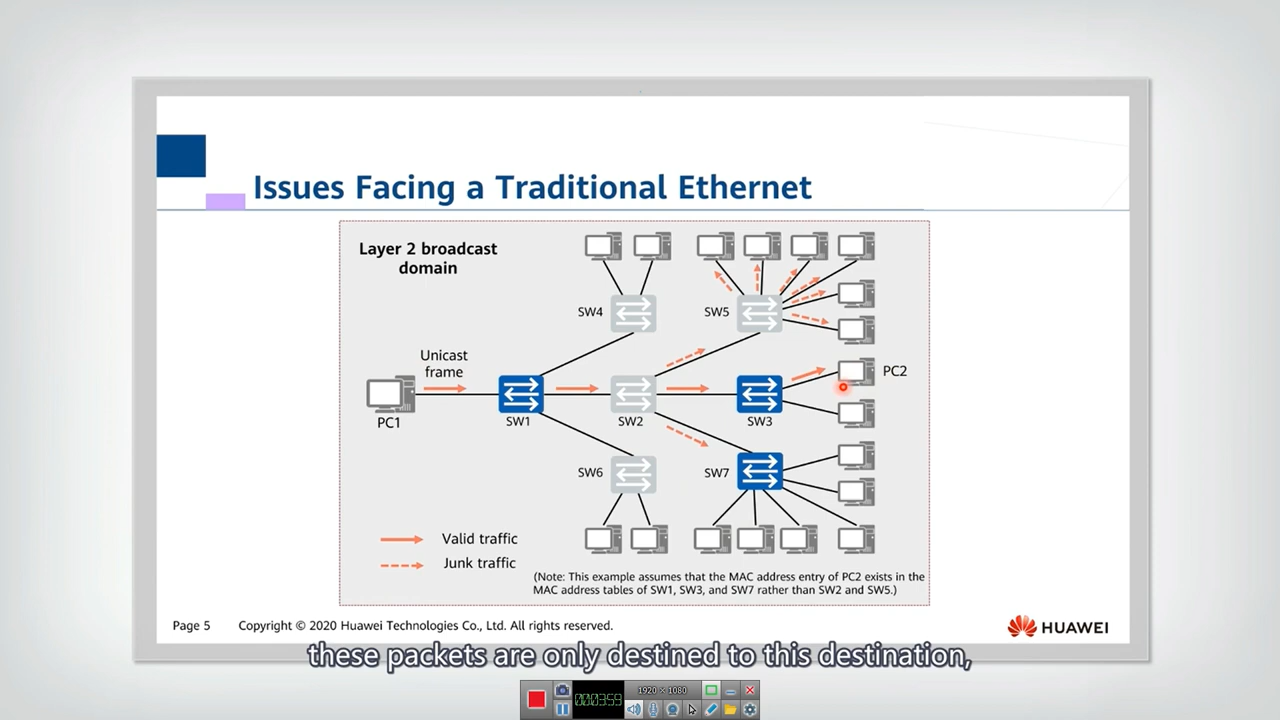 Issues Facing a Traditional Ethernet
Layer 2 broadcast
domain
SW4
SW5
Unicast
frame
PC2
PC1
SW1
SW2
SW3
SW6
SW7
Valid traffic
Junk traffic
(Note: This example assumes that the MAC address entry of PC2 exists in the
MAC address tables of SW1, SW3, and SW7 rather than SW2 and SW5.)
Page 5 Copyright © 2020 Huawei Technologies Co., Ltd. All rights reserved.
HUAWEI
these packets are only destined to this destination,
1920 × 1080
000:03:59